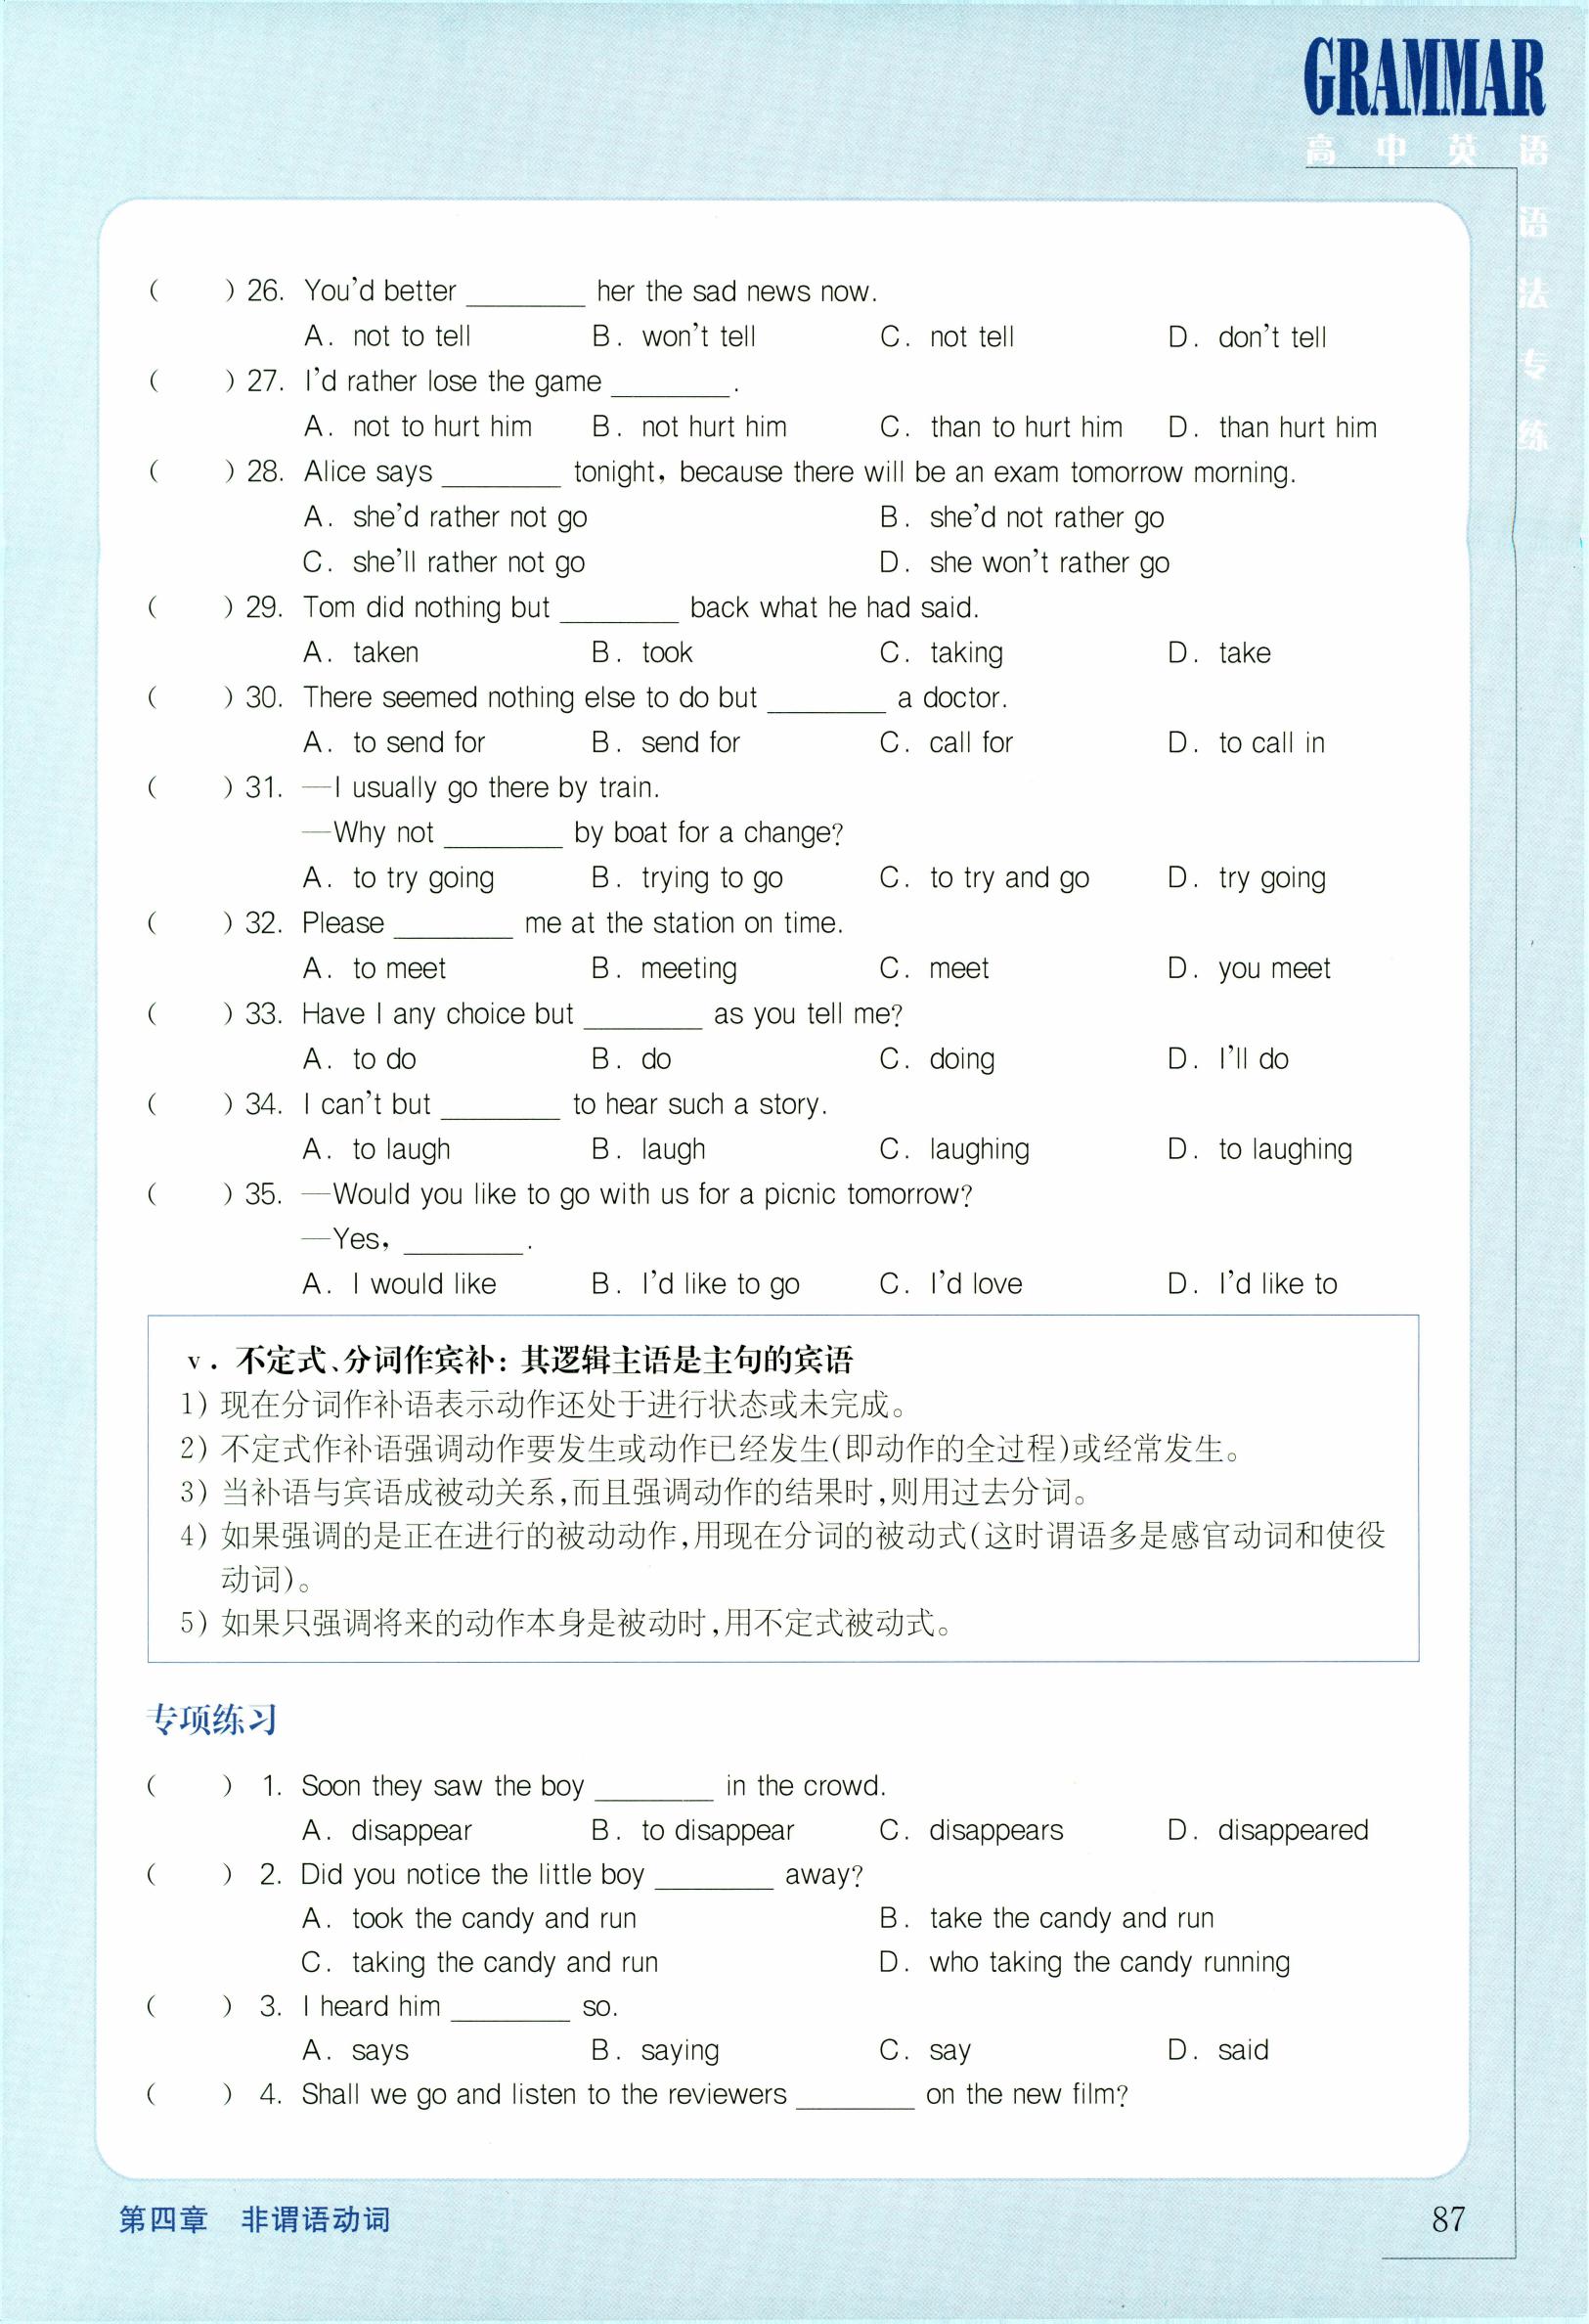 GRAMMAR
高中英语
语法专练
(    ) 26. You'd better ________ her the sad news now.
A. not to tell    B. won't tell    C. not tell    D. don't tell
(    ) 27. I'd rather lose the game ________.
A. not to hurt him    B. not hurt him    C. than to hurt him    D. than hurt him
(    ) 28. Alice says ________ tonight, because there will be an exam tomorrow morning.
A. she'd rather not go    B. she'd not rather go
C. she'll rather not go    D. she won't rather go
(    ) 29. Tom did nothing but ________ back what he had said.
A. taken    B. took    C. taking    D. take
(    ) 30. There seemed nothing else to do but ________ a doctor.
A. to send for    B. send for    C. call for    D. to call in
(    ) 31. —I usually go there by train.
—Why not ________ by boat for a change?
A. to try going    B. trying to go    C. to try and go    D. try going
(    ) 32. Please ________ me at the station on time.
A. to meet    B. meeting    C. meet    D. you meet
(    ) 33. Have I any choice but ________ as you tell me?
A. to do    B. do    C. doing    D. I'll do
(    ) 34. I can't but ________ to hear such a story.
A. to laugh    B. laugh    C. laughing    D. to laughing
(    ) 35. —Would you like to go with us for a picnic tomorrow?
—Yes, ________.
A. I would like    B. I'd like to go    C. I'd love    D. I'd like to
v. 不定式、分词作宾补：其逻辑主语是主句的宾语
1) 现在分词作补语表示动作还处于进行状态或未完成。
2) 不定式作补语强调动作要发生或动作已经发生(即动作的全过程)或经常发生。
3) 当补语与宾语成被动关系,而且强调动作的结果时,则用过去分词。
4) 如果强调的是正在进行的被动动作,用现在分词的被动式(这时谓语多是感官动词和使役
动词)。
5) 如果只强调将来的动作本身是被动时,用不定式被动式。
专项练习
(    ) 1. Soon they saw the boy ________ in the crowd.
A. disappear    B. to disappear    C. disappears    D. disappeared
(    ) 2. Did you notice the little boy ________ away?
A. took the candy and run    B. take the candy and run
C. taking the candy and run    D. who taking the candy running
(    ) 3. I heard him ________ so.
A. says    B. saying    C. say    D. said
(    ) 4. Shall we go and listen to the reviewers ________ on the new film?
第四章 非谓语动词
87